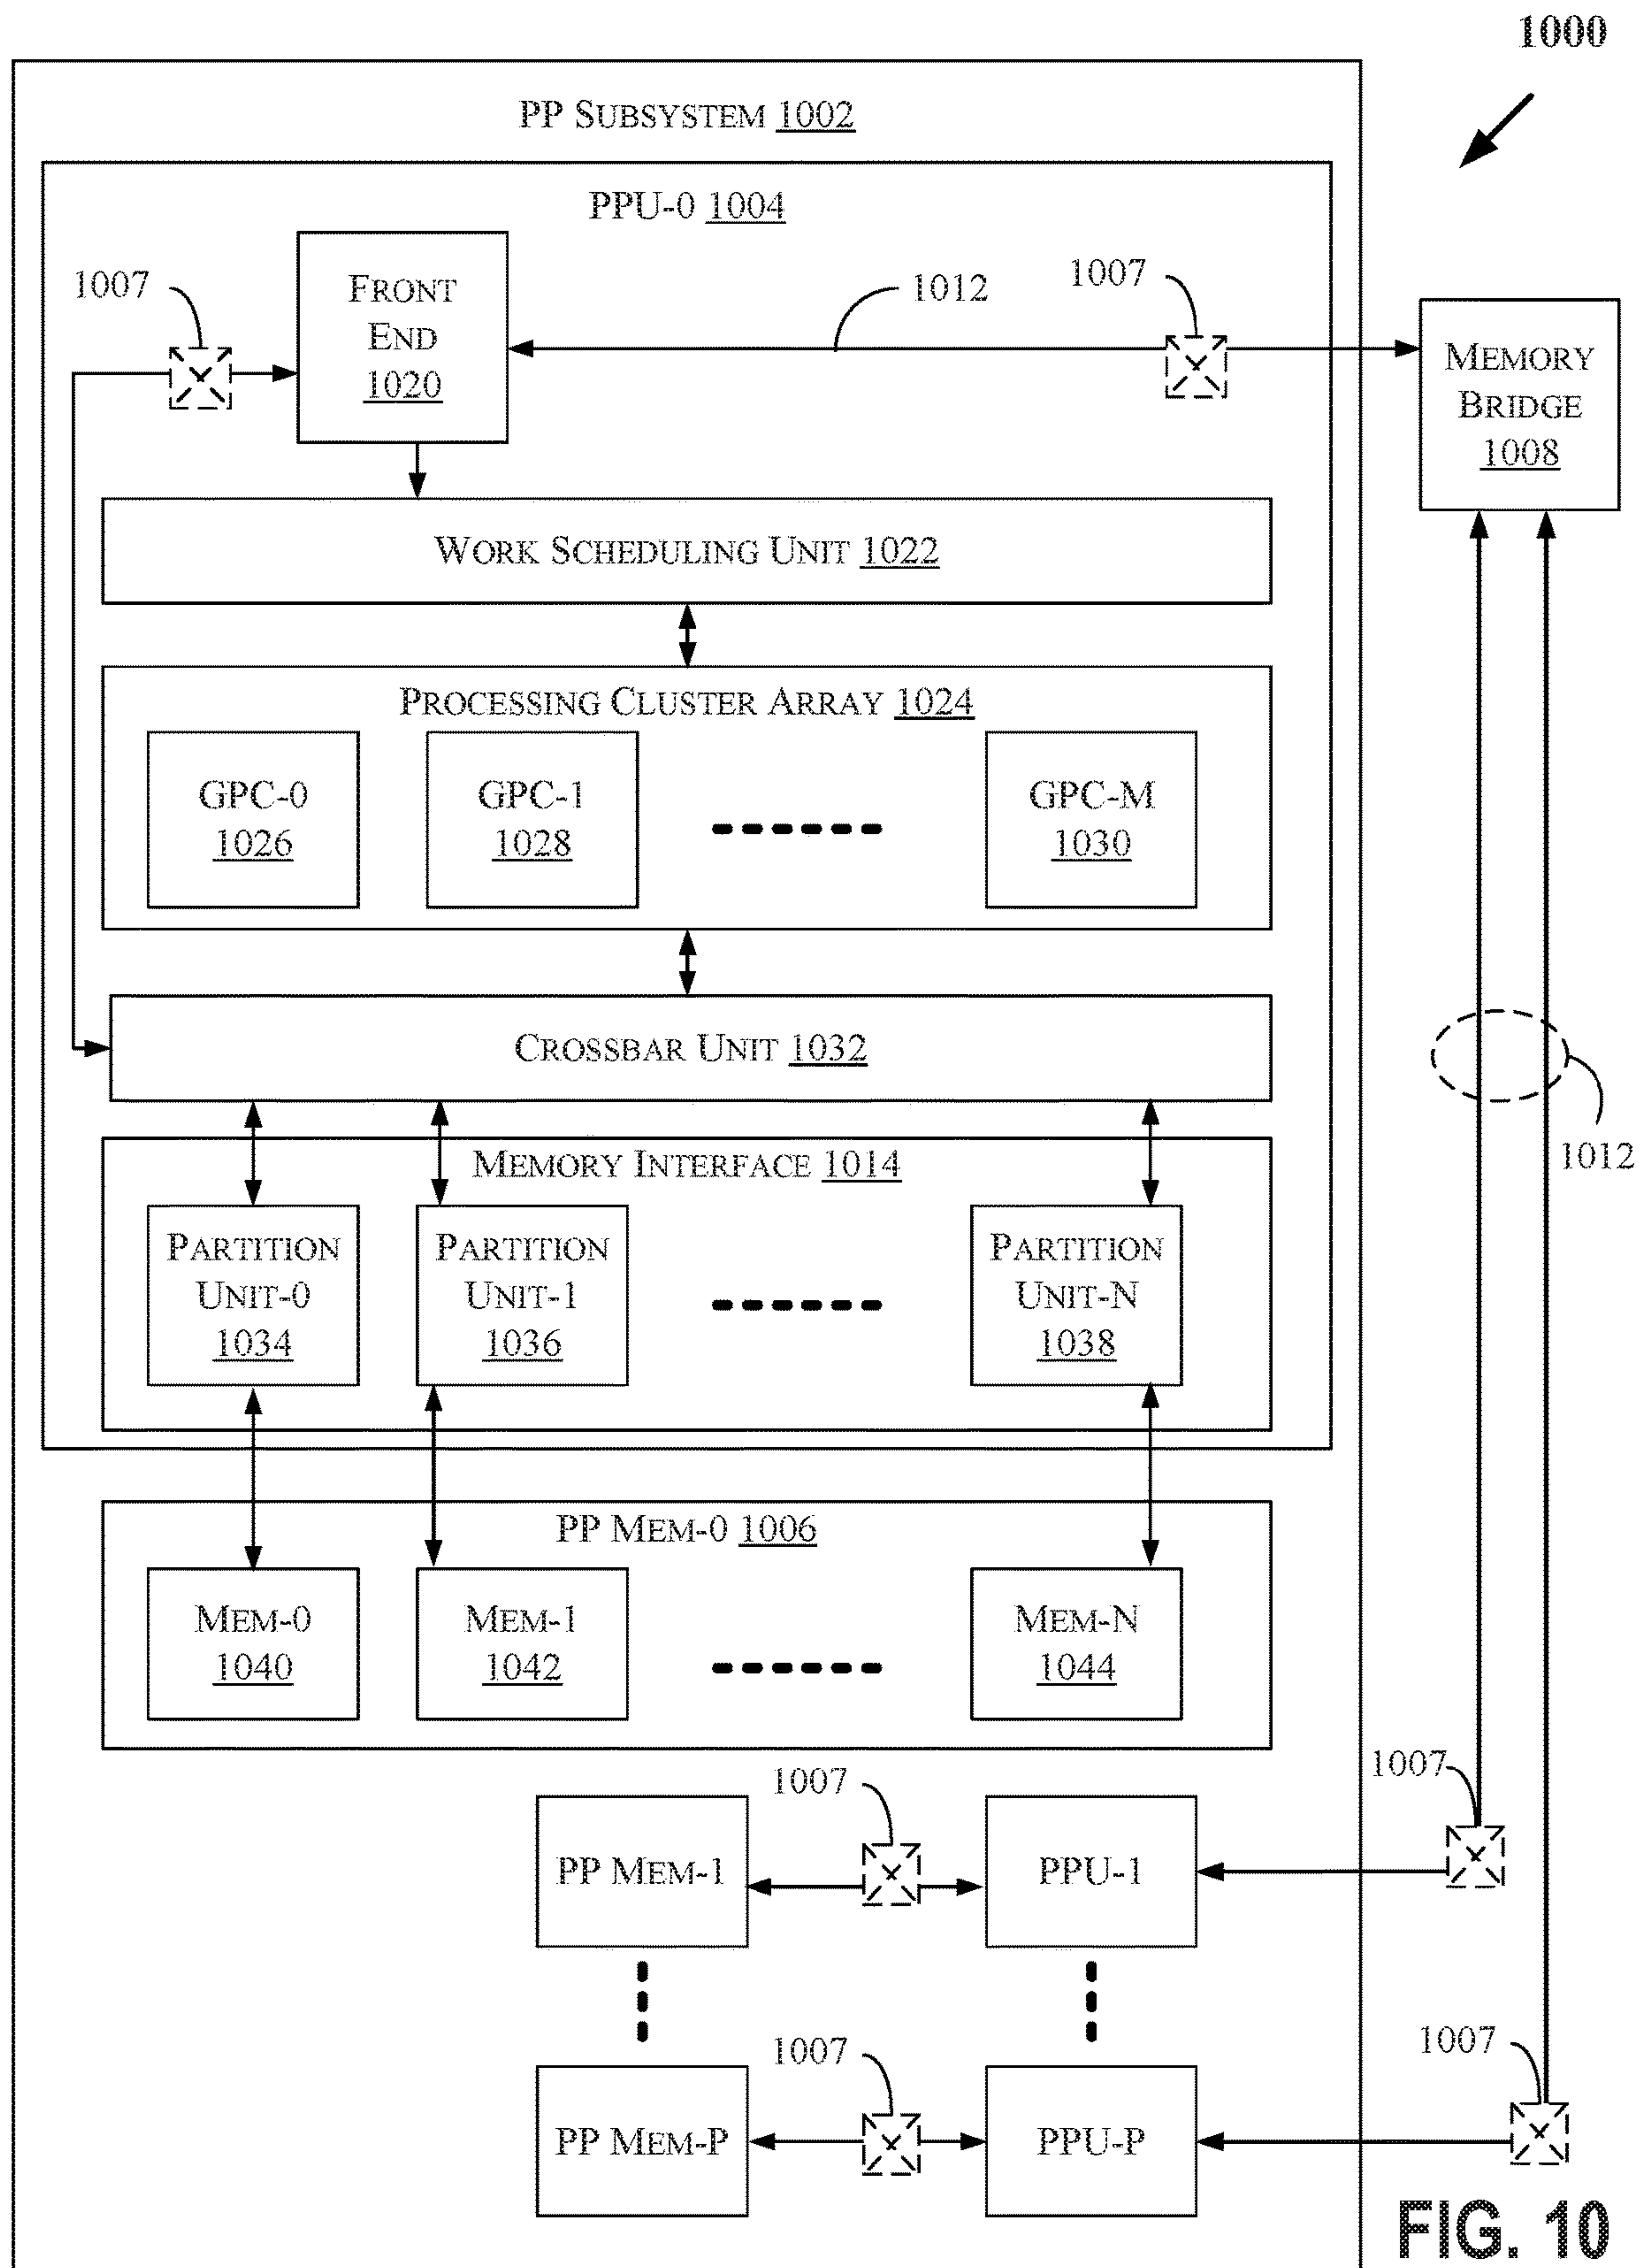 1000
PP SUBSYSTEM 1002
PPU-0 1004
1007
FRONT
END
1020
1012
1007
MEMORY
BRIDGE
1008
WORK SCHEDULING UNIT 1022
PROCESSING CLUSTER ARRAY 1024
GPC-0
1026
GPC-1
1028
GPC-M
1030
CROSSBAR UNIT 1032
1012
MEMORY INTERFACE 1014
PARTITION
UNIT-0
1034
PARTITION
UNIT-1
1036
PARTITION
UNIT-N
1038
PP MEM-0 1006
MEM-0
1040
MEM-1
1042
MEM-N
1044
1007
1007
PP MEM-1
PPU-1
1007
1007
PP MEM-P
PPU-P
FIG. 10